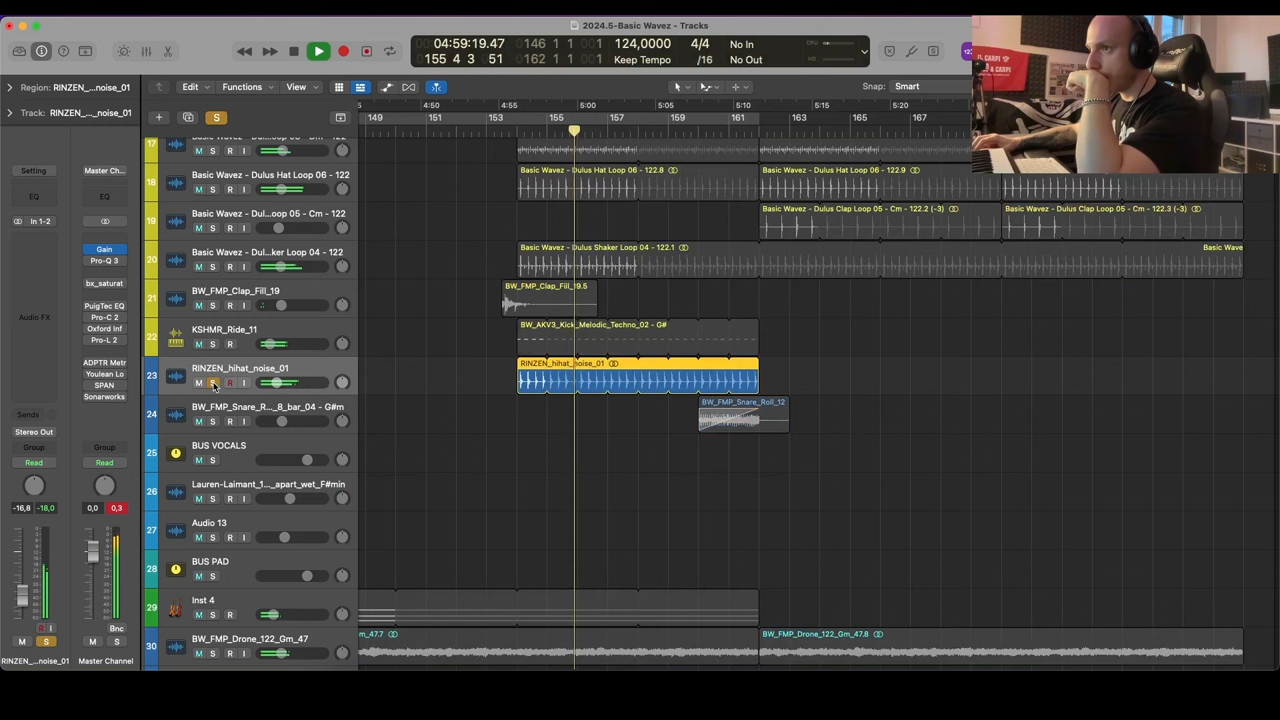 2024.5-Basic Wavez - Tracks
04:59:19.47
155 4 3 51
0146 1 1 001
0162 1 1 001
124,0000
Keep Tempo
4/4
/16
No In
No Out
CPU
HD
Region: RINZEN_...noise_01
Track: RINZEN_..._noise_01
Edit
Functions
View
Snap: Smart
S
4:50
4:55
5:00
5:05
5:10
5:15
5:20
149
151
153
155
157
159
161
163
165
167
17
M S R I
18
Basic Wavez - Dulus Hat Loop 06 - 122
M S R I
Basic Wavez - Dulus Hat Loop 06 - 122.8
Basic Wavez - Dulus Hat Loop 06 - 122.9
19
Basic Wavez - Dul...oop 05 - Cm - 122
M S R I
Basic Wavez - Dulus Clap Loop 05 - Cm - 122.2 (-3)
Basic Wavez - Dulus Clap Loop 05 - Cm - 122.3 (-3)
20
Basic Wavez - Dul...ker Loop 04 - 122
M S R I
Basic Wavez - Dulus Shaker Loop 04 - 122.1
Basic Wave
21
BW_FMP_Clap_Fill_19
M S R I
BW_FMP_Clap_Fill_19.5
22
KSHMR_Ride_11
M S R
BW_AKV3_Kick_Melodic_Techno_02 - G#
23
RINZEN_hihat_noise_01
M S R I
RINZEN_hihat_noise_01
24
BW_FMP_Snare_R..._8_bar_04 - G#m
M S R I
BW_FMP_Snare_Roll_12
25
BUS VOCALS
M S
26
Lauren-Laimant_1..._apart_wet_F#min
M S R I
27
Audio 13
M S R I
28
BUS PAD
M S
29
Inst 4
M S R
30
BW_FMP_Drone_122_Gm_47
M S R I
m_47.7
BW_FMP_Drone_122_Gm_47.8
Setting
Master Ch...
EQ
EQ
In 1-2
Audio FX
Gain
Pro-Q 3
bx_saturat
PuigTec EQ
Pro-C 2
Oxford Inf
Pro-L 2
ADPTR Metr
Youlean Lo
SPAN
Sonarworks
Sends
Stereo Out
Group
Group
Read
Read
-16,8
-18,0
0,0
0,3
R I
Bnc
M S
M S
RINZEN_...noise_01
Master Channel